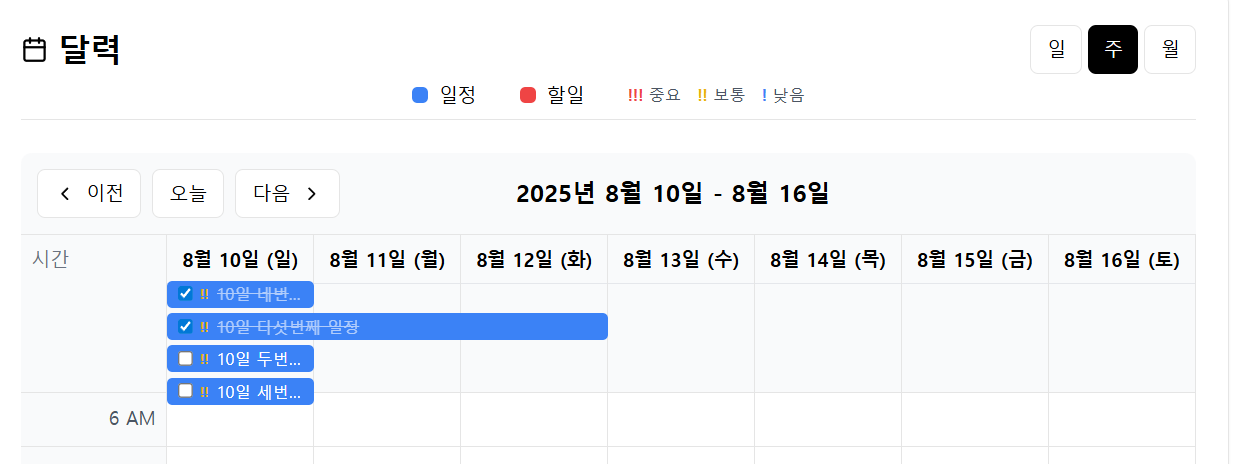 달력
일 주 월
일정 할일 !!! 중요 !! 보통 ! 낮음
이전 오늘 다음 2025년 8월 10일 - 8월 16일
시간 8월 10일 (일) 8월 11일 (월) 8월 12일 (화) 8월 13일 (수) 8월 14일 (목) 8월 15일 (금) 8월 16일 (토)
!! 10일 네번...
!! 10일 다섯번째 일정
!! 10일 두번...
!! 10일 세번...
6 AM